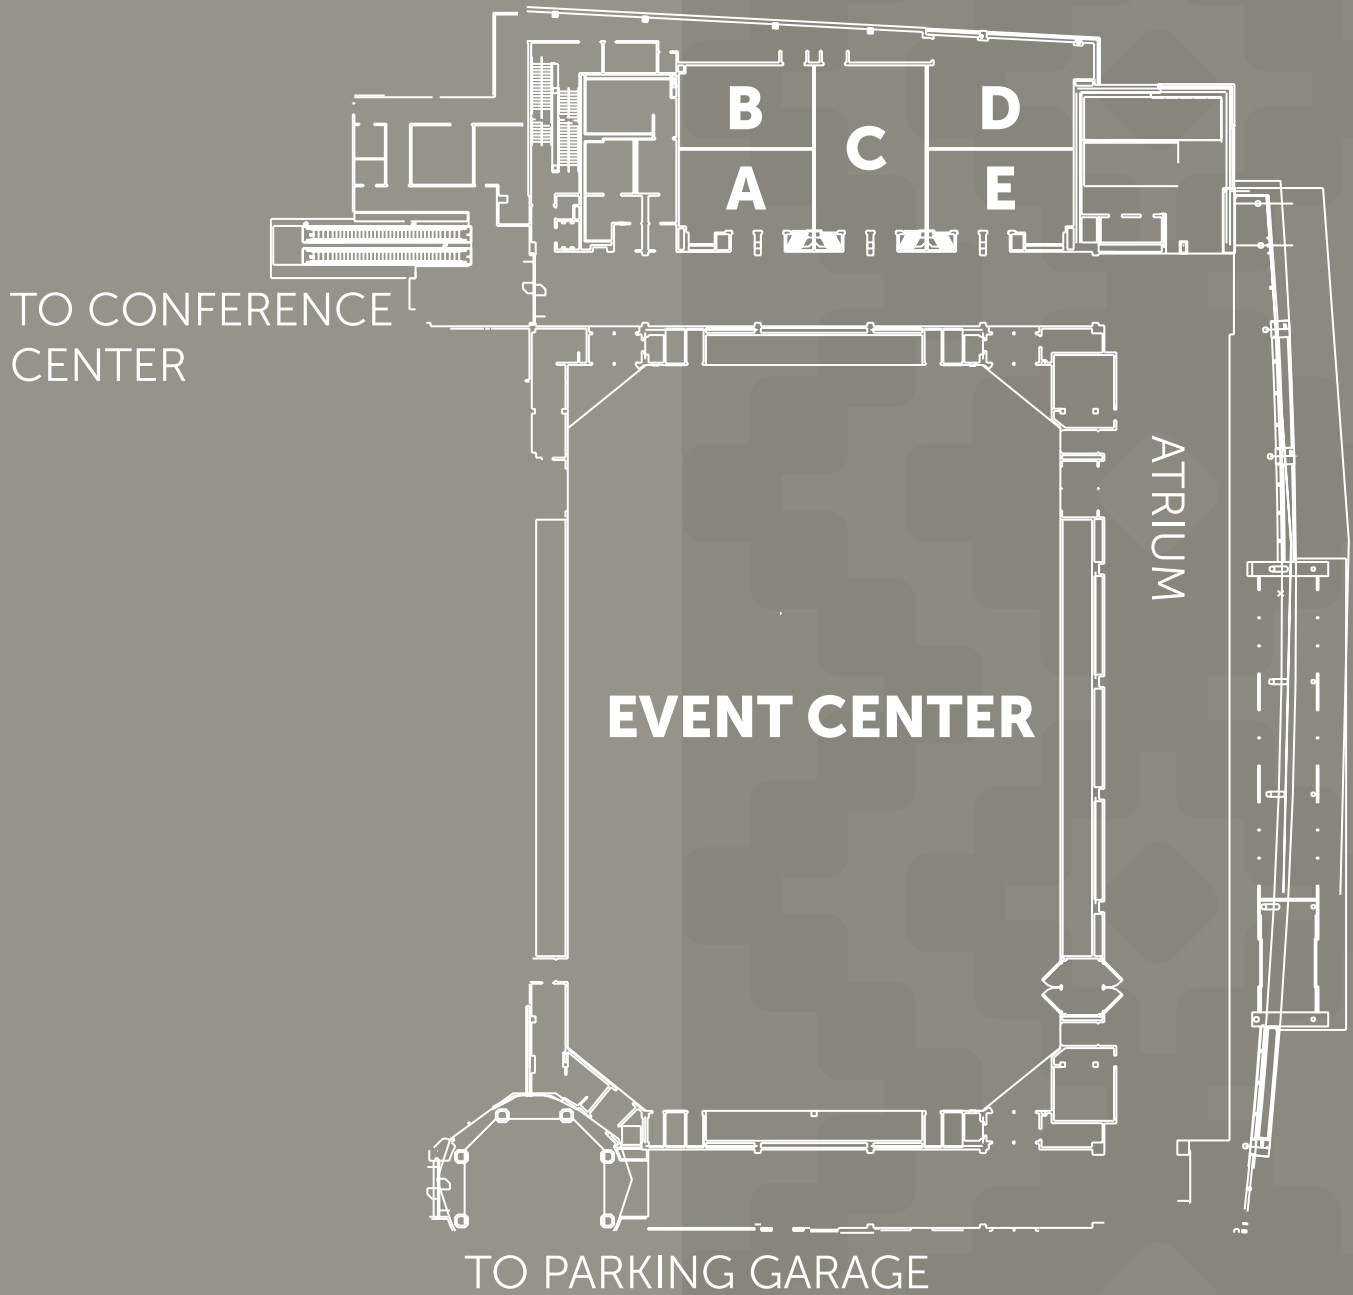 B
D
C
A
E
TO CONFERENCE
CENTER
ATRIUM
EVENT CENTER
TO PARKING GARAGE